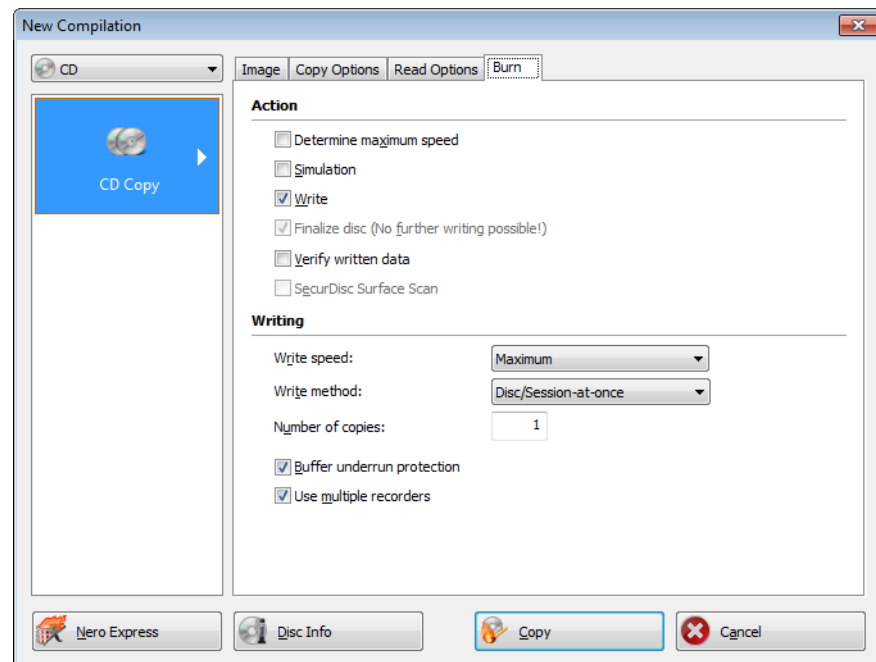 New Compilation
CD
Image Copy Options Read Options Burn
CD Copy
Action
Determine maximum speed
Simulation
Write
Finalize disc (No further writing possible!)
Verify written data
SecurDisc Surface Scan
Writing
Write speed: Maximum
Write method: Disc/Session-at-once
Number of copies: 1
Buffer underrun protection
Use multiple recorders
Nero Express Disc Info Copy Cancel